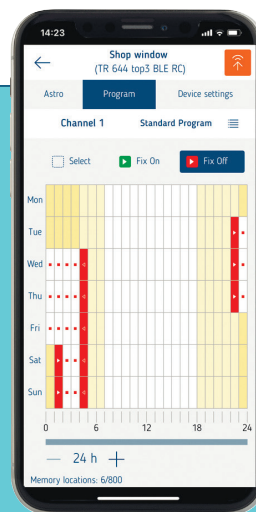 14:23
Shop window
(TR 644 top3 BLE RC)
Astro Program Device settings
Channel 1 Standard Program
Select Fix On Fix Off
Mon
Tue
Wed
Thu
Fri
Sat
Sun
0 6 12 18 24
24 h
Memory locations: 6/800